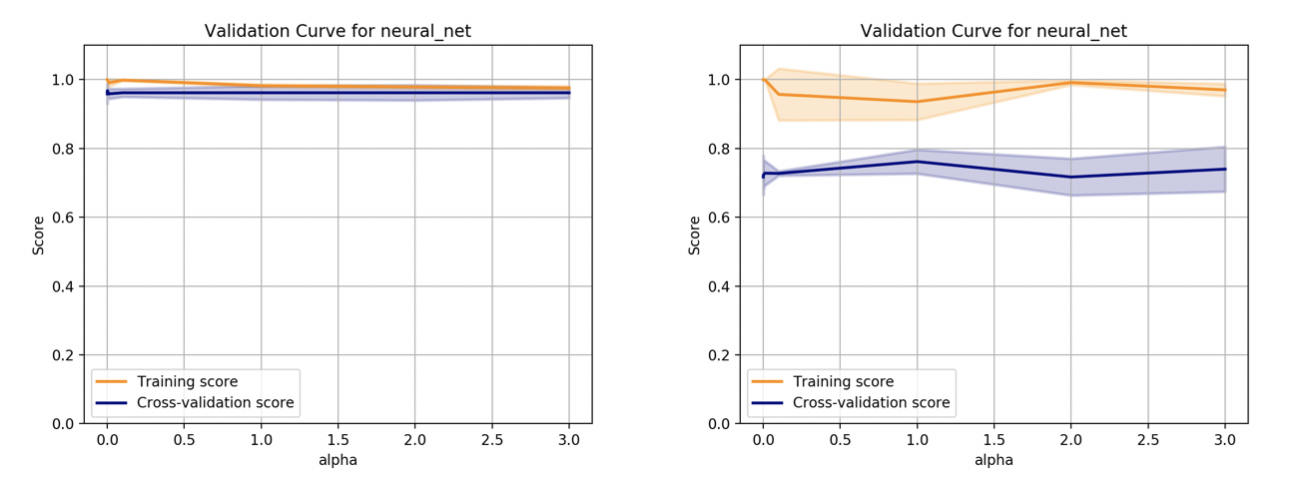 Validation Curve for neural_net
1.0
0.8
0.6
0.4
0.2
0.0
Score
Training score
Cross-validation score
0.0 0.5 1.0 1.5 2.0 2.5 3.0
alpha
Validation Curve for neural_net
1.0
0.8
0.6
0.4
0.2
0.0
Score
Training score
Cross-validation score
0.0 0.5 1.0 1.5 2.0 2.5 3.0
alpha